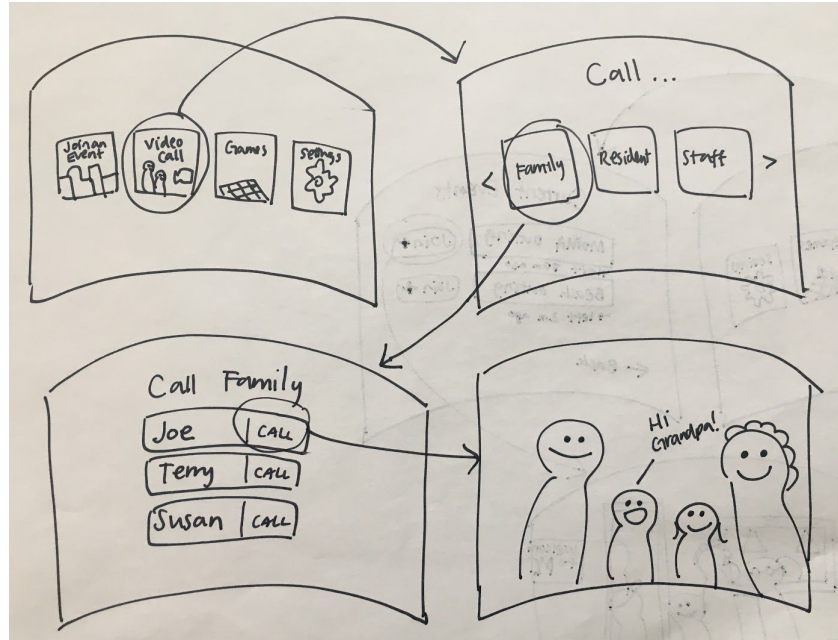 Join an
Event
Video
Call
Games
Settings
Call ...
<
Family
Resident
Staff
>
Call Family
Joe
CALL
Terry
CALL
Susan
CALL
Hi
Grandpa!